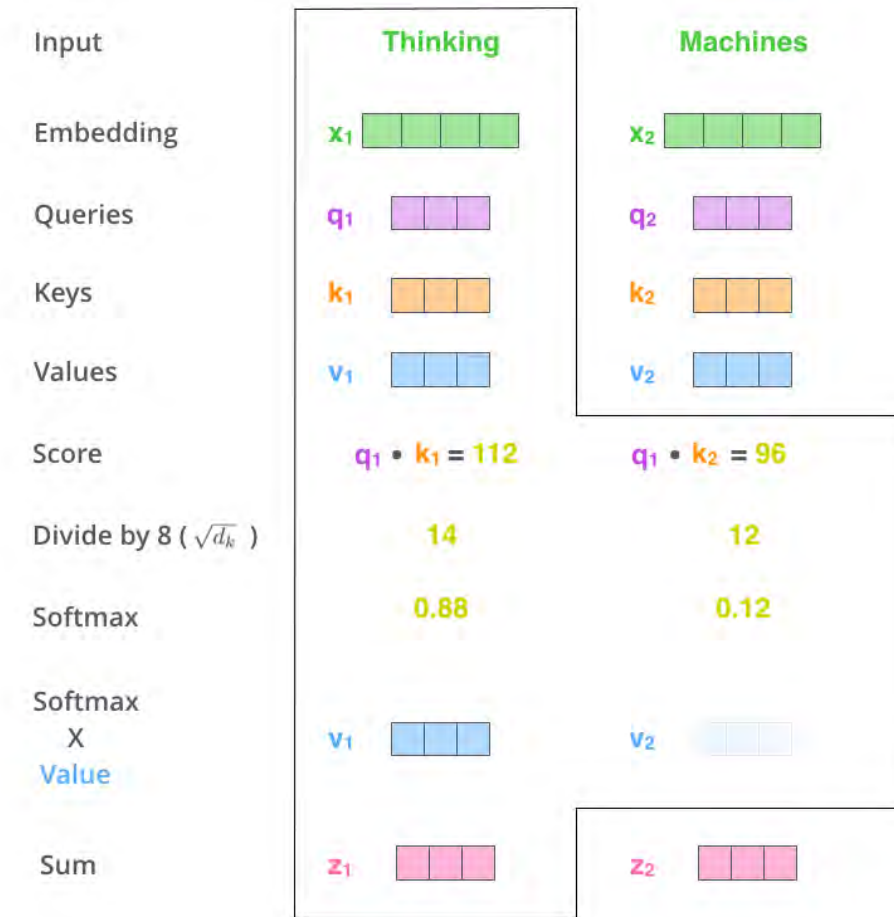 Input Thinking Machines
Embedding x₁ x₂
Queries q₁ q₂
Keys k₁ k₂
Values v₁ v₂
Score q₁ • k₁ = 112 q₁ • k₂ = 96
Divide by 8 ( √dₖ ) 14 12
Softmax 0.88 0.12
Softmax
X
Value v₁ v₂
Sum z₁ z₂